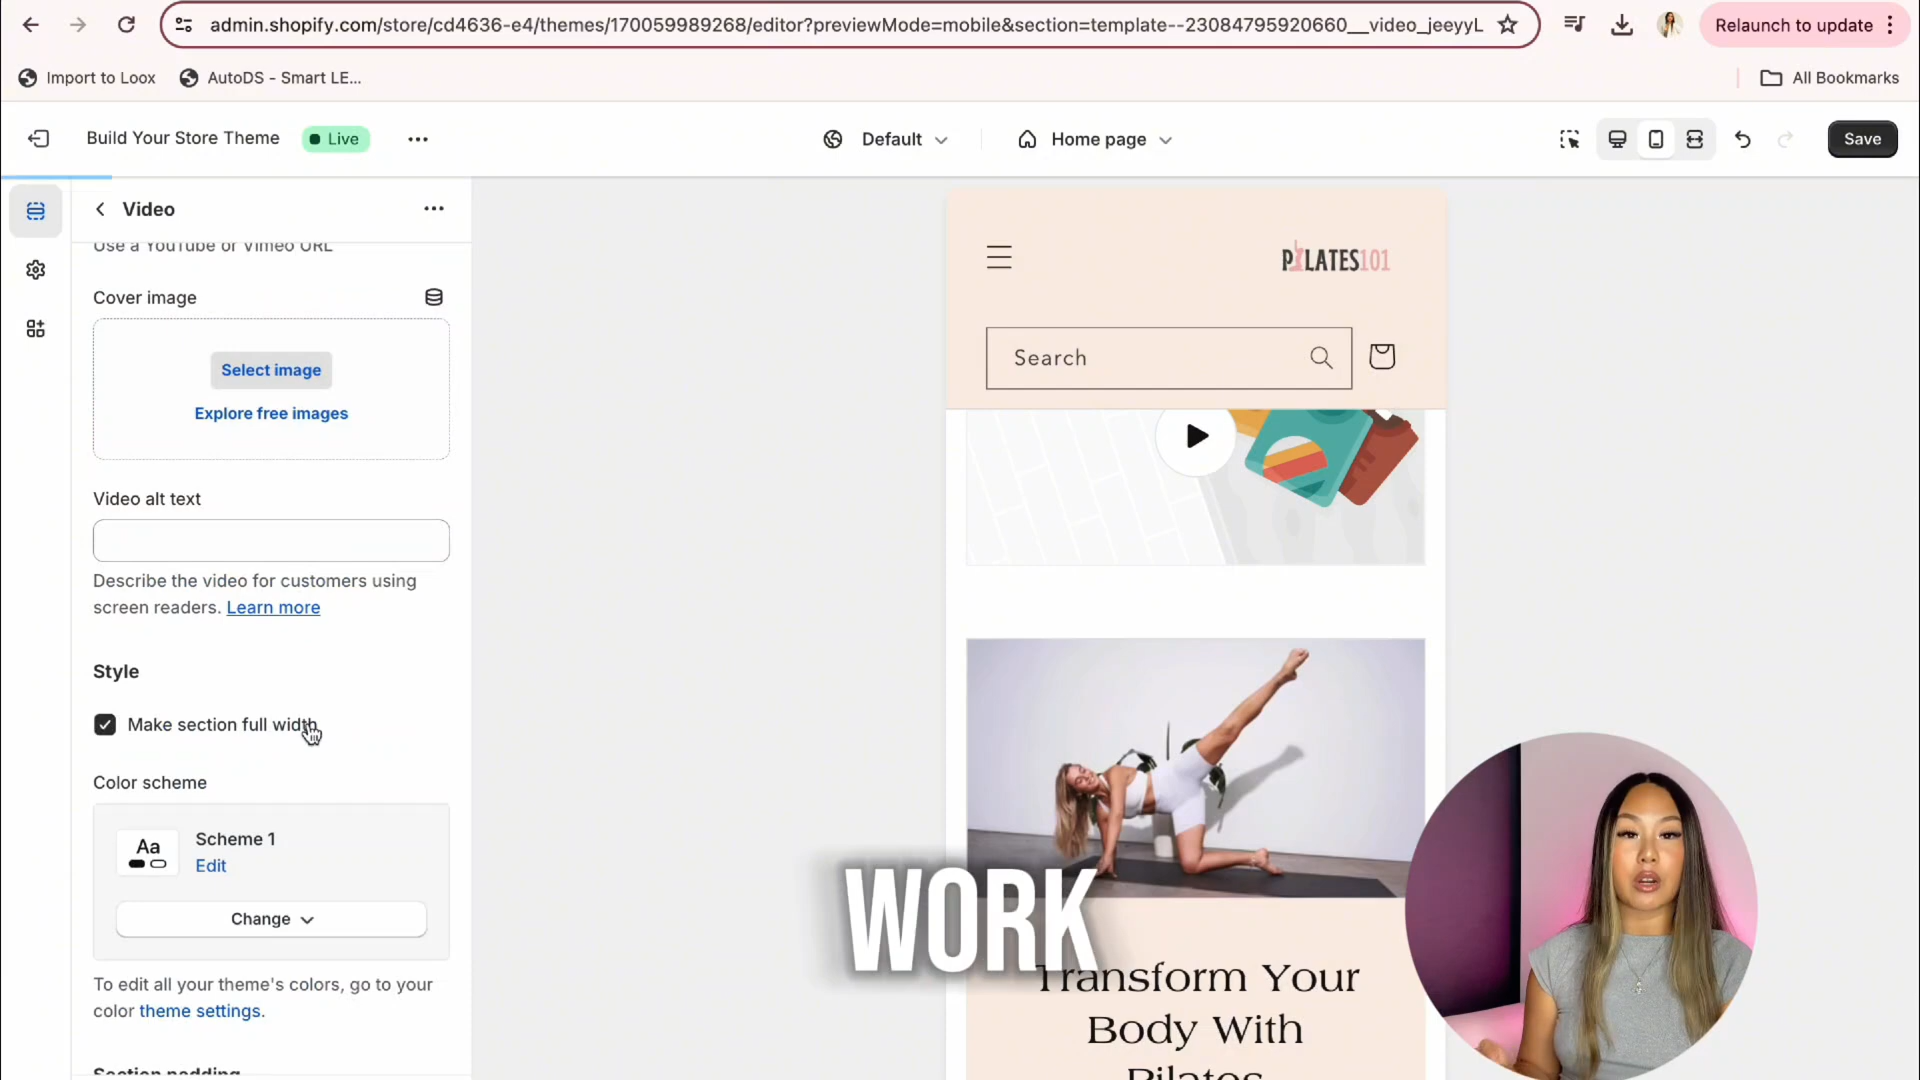 admin.shopify.com/store/cd4636-e4/themes/170059989268/editor?previewMode=mobile&section=template--23084795920660__video_jeeyyL
Relaunch to update
Import to Loox
AutoDS - Smart LE...
All Bookmarks
Build Your Store Theme
Live
Default
Home page
Save
Video
Use a YouTube or Vimeo URL
Cover image
Select image
Explore free images
Video alt text
Describe the video for customers using
screen readers. Learn more
Style
Make section full width
Color scheme
Aa
Scheme 1
Edit
Change
To edit all your theme's colors, go to your
color theme settings.
Section padding
PILATES101
Search
WORK
Transform Your
Body With
Pilates